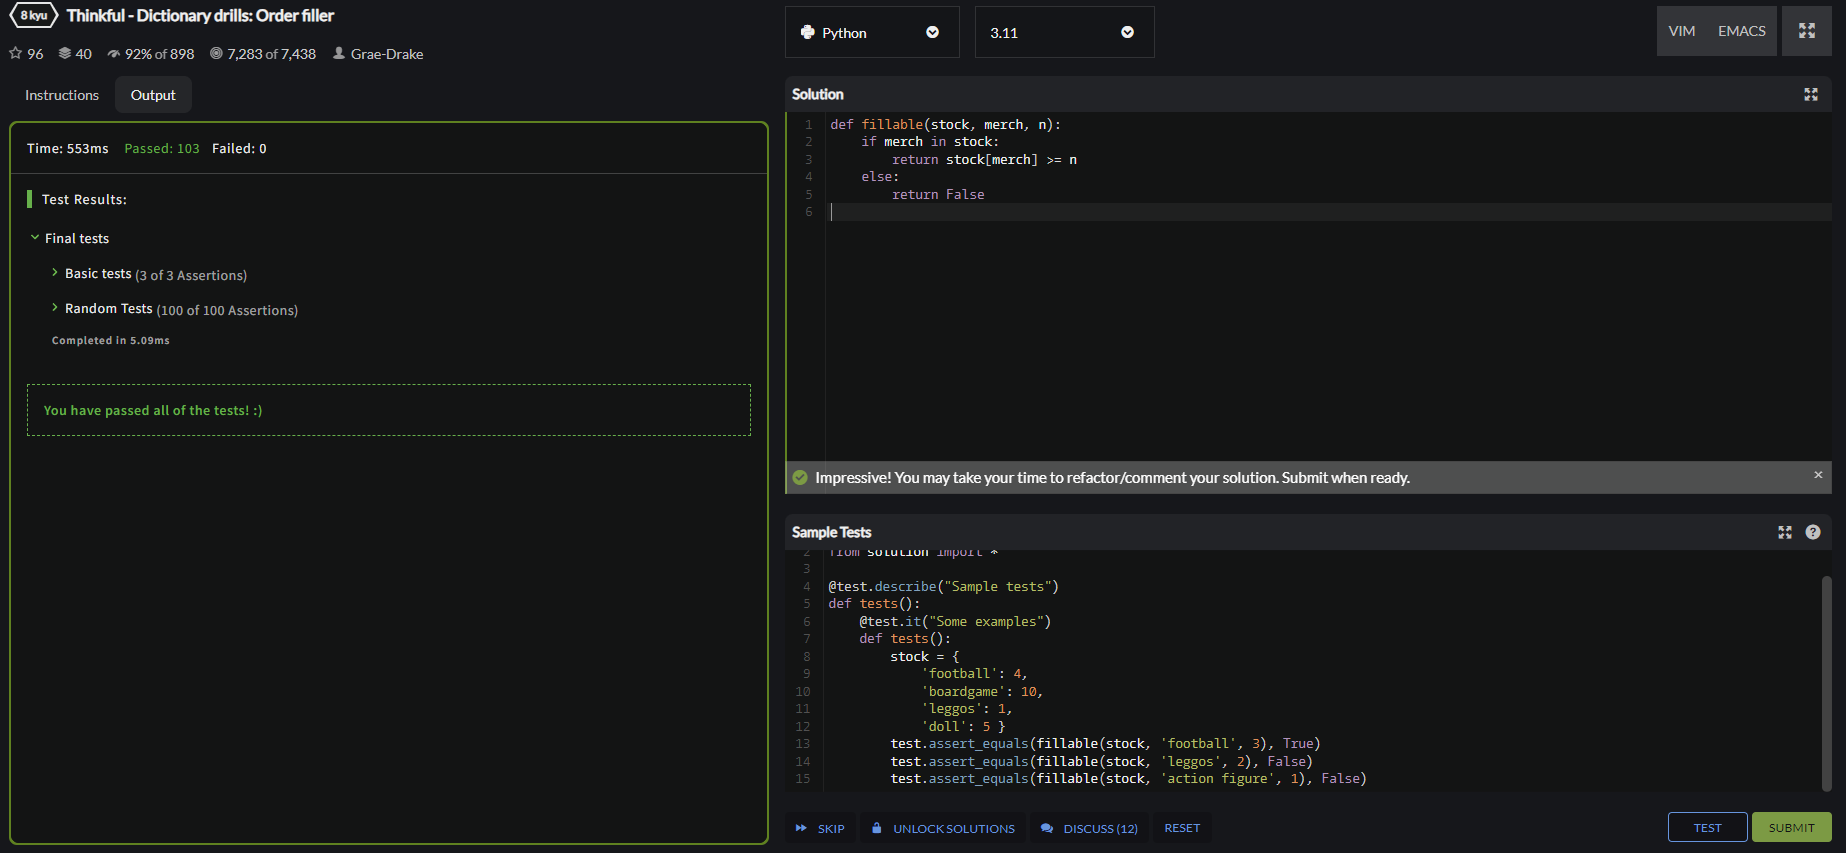 8 kyu Thinkful - Dictionary drills: Order filler
96 40 92% of 898 7,283 of 7,438 Grae-Drake
Instructions Output
Time: 553ms Passed: 103 Failed: 0
Test Results:
Final tests
Basic tests (3 of 3 Assertions)
Random Tests (100 of 100 Assertions)
Completed in 5.09ms
You have passed all of the tests! :)
Python 3.11 VIM EMACS
Solution
1 def fillable(stock, merch, n):
2     if merch in stock:
3         return stock[merch] >= n
4     else:
5         return False
6
Impressive! You may take your time to refactor/comment your solution. Submit when ready. ×
Sample Tests ?
2 from solution import *
3
4 @test.describe("Sample tests")
5 def tests():
6     @test.it("Some examples")
7     def tests():
8         stock = {
9             'football': 4,
10             'boardgame': 10,
11             'leggos': 1,
12             'doll': 5 }
13         test.assert_equals(fillable(stock, 'football', 3), True)
14         test.assert_equals(fillable(stock, 'leggos', 2), False)
15         test.assert_equals(fillable(stock, 'action figure', 1), False)
SKIP UNLOCK SOLUTIONS DISCUSS (12) RESET TEST SUBMIT